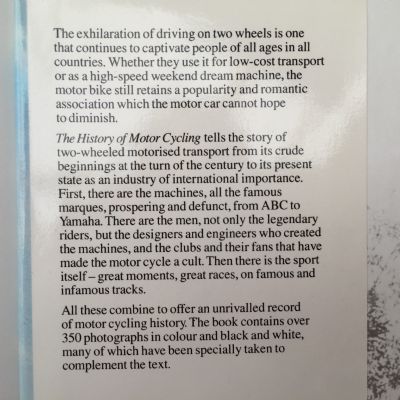 The exhilaration of driving on two wheels is one
that continues to captivate people of all ages in all
countries. Whether they use it for low-cost transport
or as a high-speed weekend dream machine, the
motor bike still retains a popularity and romantic
association which the motor car cannot hope
to diminish.
The History of Motor Cycling tells the story of
two-wheeled motorised transport from its crude
beginnings at the turn of the century to its present
state as an industry of international importance.
First, there are the machines, all the famous
marques, prospering and defunct, from ABC to
Yamaha. There are the men, not only the legendary
riders, but the designers and engineers who created
the machines, and the clubs and their fans that have
made the motor cycle a cult. Then there is the sport
itself – great moments, great races, on famous and
infamous tracks.
All these combine to offer an unrivalled record
of motor cycling history. The book contains over
350 photographs in colour and black and white,
many of which have been specially taken to
complement the text.